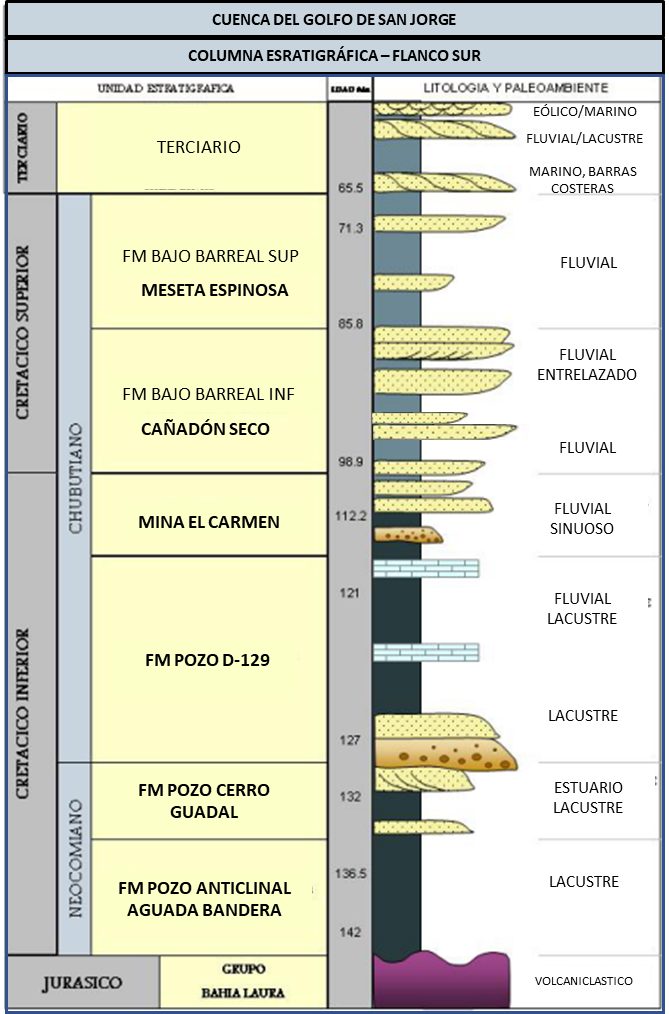 CUENCA DEL GOLFO DE SAN JORGE
COLUMNA ESRATIGRÁFICA – FLANCO SUR
UNIDAD ESTRATIGRAFICA
EDAD Ma
LITOLOGIA Y PALEOAMBIENTE
TERCIARIO
TERCIARIO
EÓLICO/MARINO
FLUVIAL/LACUSTRE
MARINO, BARRAS
COSTERAS
65.5
CRETACICO SUPERIOR
CHUBUTIANO
FM BAJO BARREAL SUP
MESETA ESPINOSA
71.3
FLUVIAL
85.8
FM BAJO BARREAL INF
CAÑADÓN SECO
FLUVIAL
ENTRELAZADO
FLUVIAL
98.9
CRETACICO INFERIOR
MINA EL CARMEN
112.2
FLUVIAL
SINUOSO
FM POZO D-129
121
FLUVIAL
LACUSTRE
LACUSTRE
127
NEOCOMIANO
FM POZO CERRO
GUADAL
132
ESTUARIO
LACUSTRE
FM POZO ANTICLINAL
AGUADA BANDERA
136.5
LACUSTRE
142
JURASICO
GRUPO
BAHIA LAURA
VOLCANICLASTICO